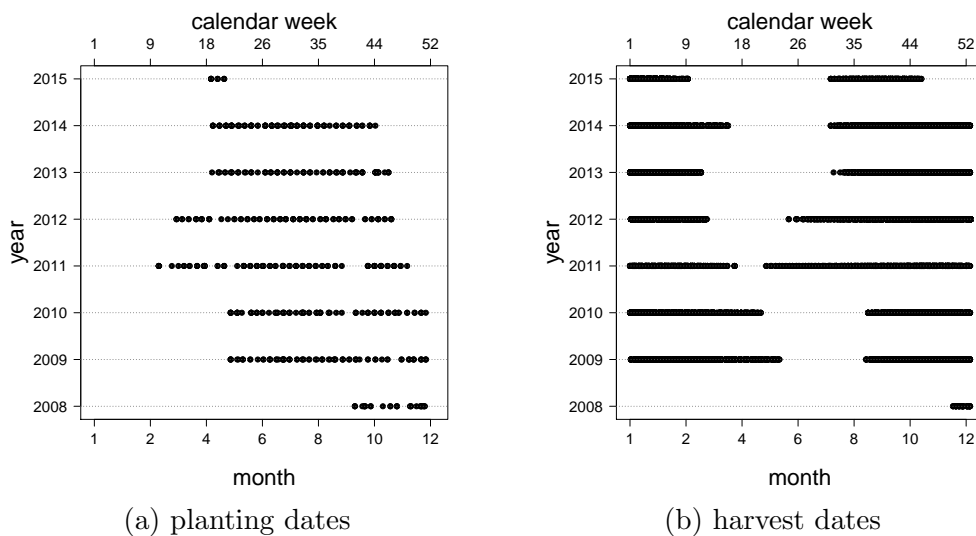 calendar week
1 9 18 26 35 44 52
2015
2014
2013
2012
2011
2010
2009
2008
year
1 2 4 6 8 10 12
month
(a) planting dates
calendar week
1 9 18 26 35 44 52
2015
2014
2013
2012
2011
2010
2009
2008
year
1 2 4 6 8 10 12
month
(b) harvest dates